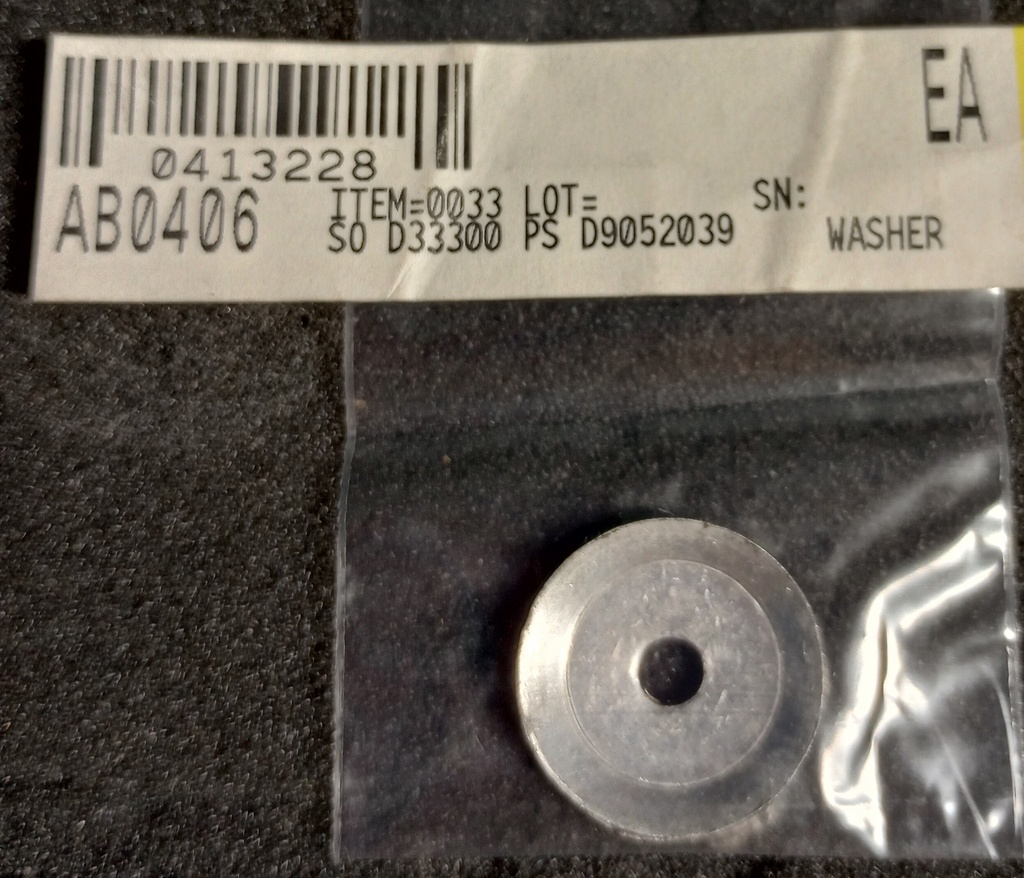 EA
0413228
AB0406
ITEM=0033 LOT=
SN:
SO D33300 PS D9052039
WASHER